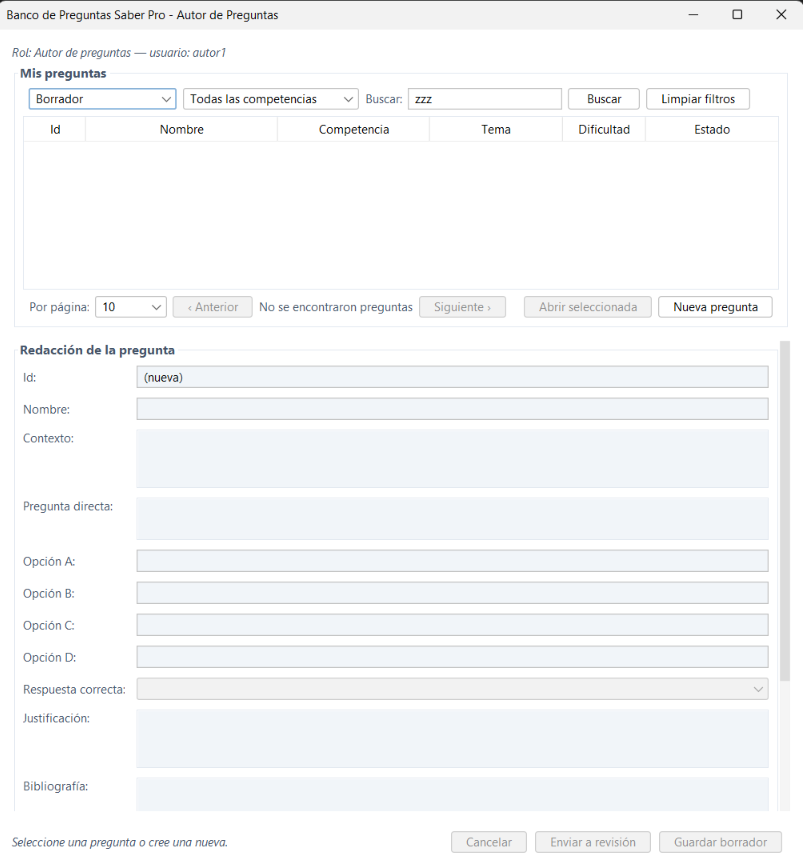 Banco de Preguntas Saber Pro - Autor de Preguntas
Rol: Autor de preguntas — usuario: autor1
Mis preguntas
Borrador Todas las competencias Buscar: zzz Buscar Limpiar filtros
Id Nombre Competencia Tema Dificultad Estado
Por página: 10 ‹ Anterior No se encontraron preguntas Siguiente › Abrir seleccionada Nueva pregunta
Redacción de la pregunta
Id: (nueva)
Nombre:
Contexto:
Pregunta directa:
Opción A:
Opción B:
Opción C:
Opción D:
Respuesta correcta:
Justificación:
Bibliografía:
Seleccione una pregunta o cree una nueva. Cancelar Enviar a revisión Guardar borrador